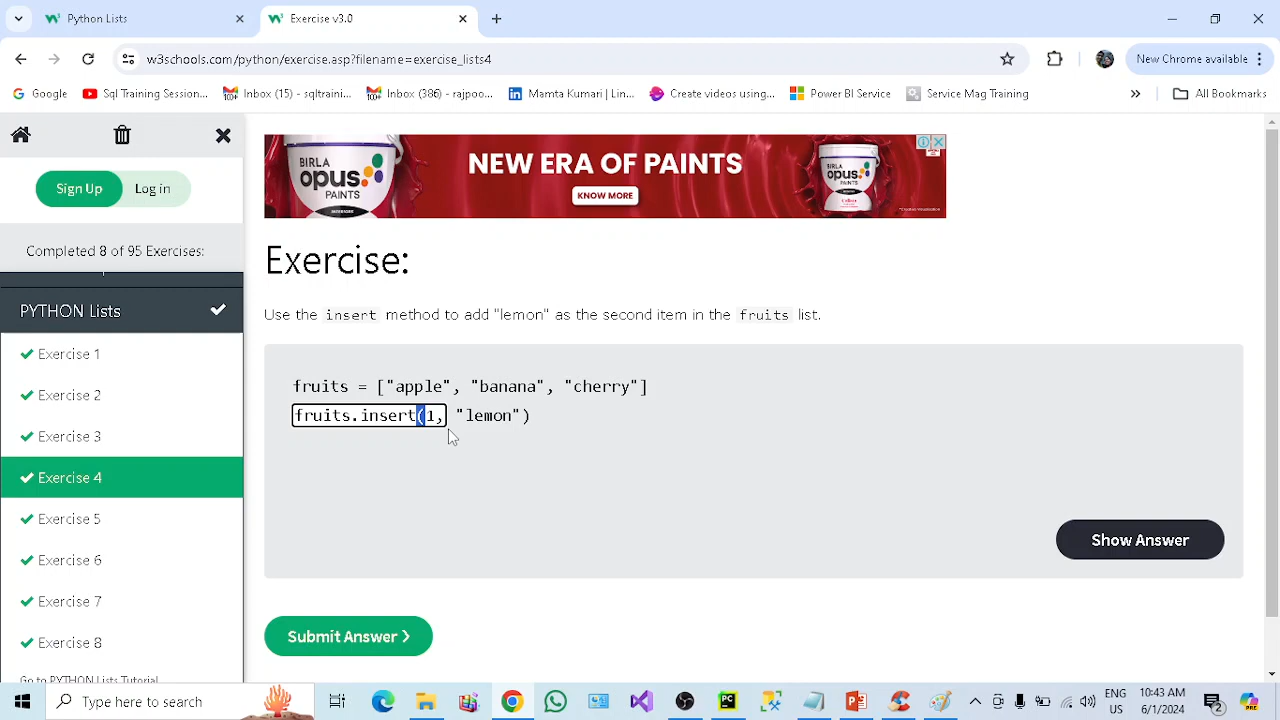 Python Lists
Exercise v3.0
w3schools.com/python/exercise.asp?filename=exercise_lists4
New Chrome available
Google
Sql Training Session...
Inbox (15) - sqltraini...
Inbox (386) - rajpoo...
Mamta Kumari | Lin...
Create videos using...
Power BI Service
Service Mag Training
»
All Bookmarks
Sign Up
Log in
Completed 8 of 95 Exercises:
PYTHON Lists
Exercise 1
Exercise 2
Exercise 3
Exercise 4
Exercise 5
Exercise 6
Exercise 7
Exercise 8
Go to PYTHON Lists Tutorial
BIRLA
opus
PAINTS
NEW ERA OF PAINTS
KNOW MORE
BIRLA
opus
PAINTS
Exercise:
Use the insert method to add "lemon" as the second item in the fruits list.
fruits = ["apple", "banana", "cherry"]
fruits.insert(1, "lemon")
Show Answer
Submit Answer ❯
Type here to search
ENG
US
10:43 AM
6/1/2024
2